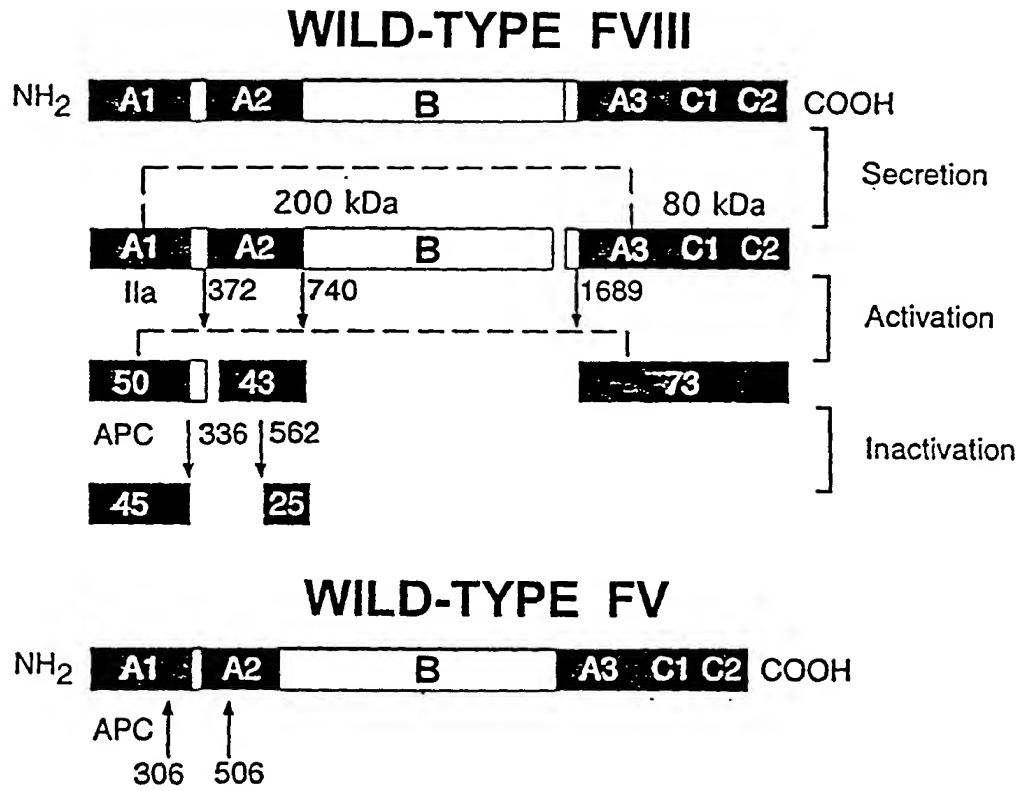 WILD-TYPE FVIII
NH2 A1 A2 B A3 C1 C2 COOH
Secretion
200 kDa 80 kDa
A1 A2 B A3 C1 C2
IIa 372 740 1689
Activation
50 43 73
APC 336 562
Inactivation
45 25
WILD-TYPE FV
NH2 A1 A2 B A3 C1 C2 COOH
APC
306 506